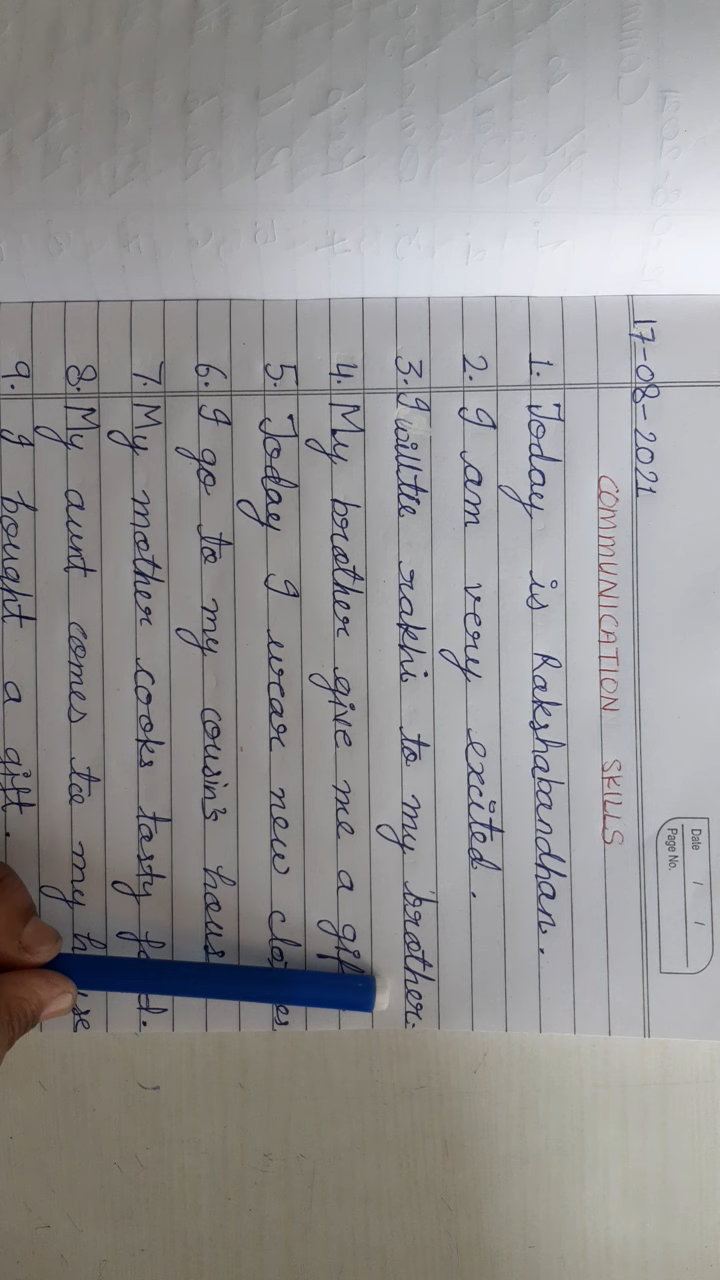 Date / /
Page No.
17-08-2021
COMMUNICATION SKILLS
1. Today is Rakshabandhan.
2. I am very excited.
3. I will tie rakhi to my brother.
4. My brother give me a
5. Today I wear new
6. I go to my cousin's
7. My mother cooks tasty
8. My aunt comes to my
9. I bought a gift.